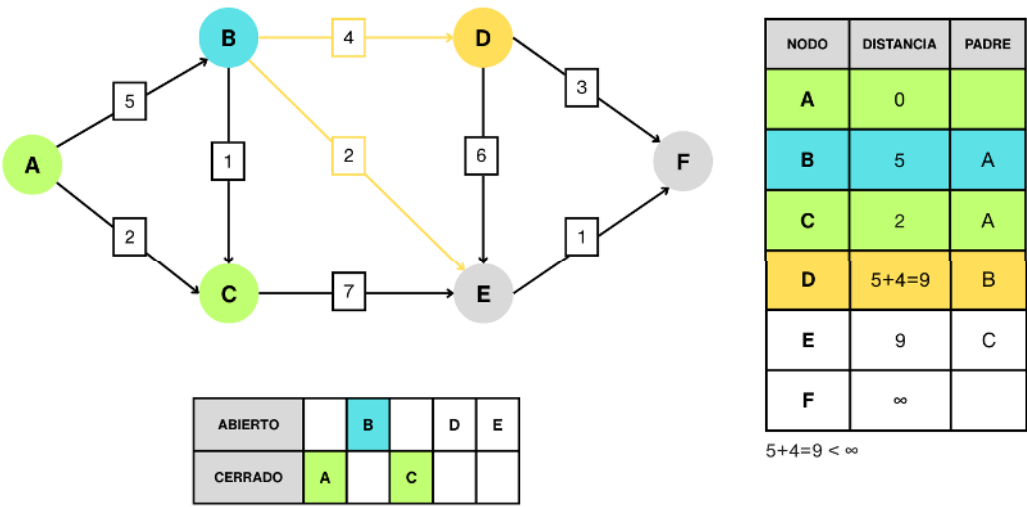 B
4
D
5
3
A
1
2
6
F
2
1
C
7
E
NODO DISTANCIA PADRE
A 0
B 5 A
C 2 A
D 5+4=9 B
E 9 C
F ∞
5+4=9 < ∞
ABIERTO B D E
CERRADO A C